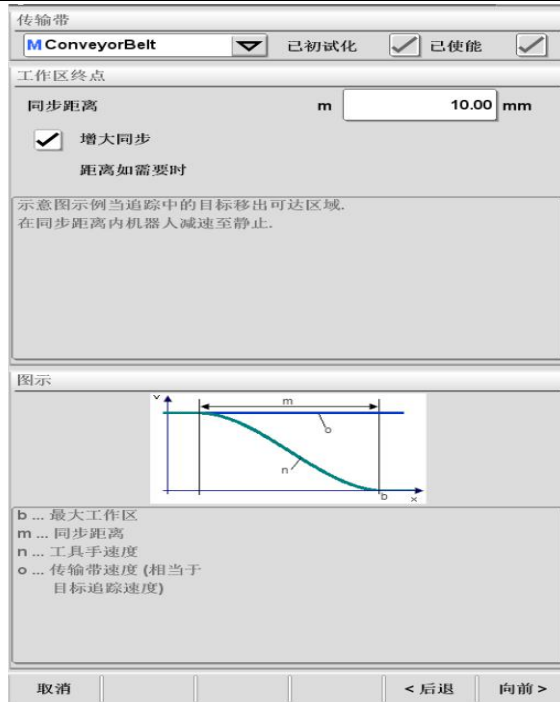 传输带
M ConveyorBelt 已初试化 已使能
工作区终点
同步距离 m 10.00 mm
增大同步
距离如需要时
示意图示例当追踪中的目标移出可达区域.
在同步距离内机器人减速至静止.
图示
v
m
o
n
b
x
b ... 最大工作区
m ... 同步距离
n ... 工具手速度
o ... 传输带速度 (相当于
目标追踪速度)
取消 < 后退 向前 >